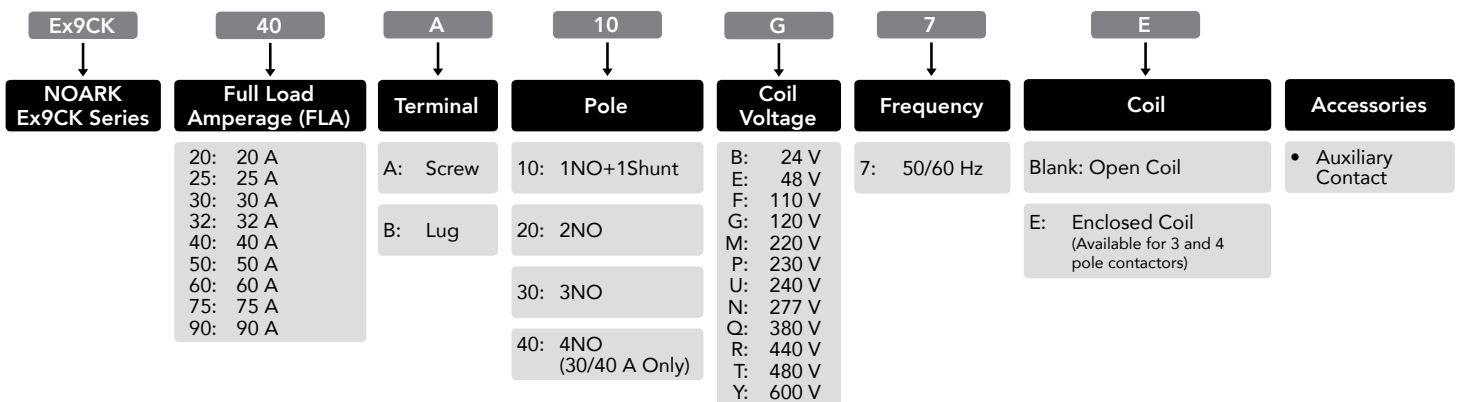 Ex9CK 40 A 10 G 7 E
NOARK
Ex9CK Series
Full Load
Amperage (FLA)
Terminal
Pole
Coil
Voltage
Frequency
Coil
Accessories
20: 20 A
25: 25 A
30: 30 A
32: 32 A
40: 40 A
50: 50 A
60: 60 A
75: 75 A
90: 90 A
A: Screw
B: Lug
10: 1NO+1Shunt
20: 2NO
30: 3NO
40: 4NO
(30/40 A Only)
B: 24 V
E: 48 V
F: 110 V
G: 120 V
M: 220 V
P: 230 V
U: 240 V
N: 277 V
Q: 380 V
R: 440 V
T: 480 V
Y: 600 V
7: 50/60 Hz
Blank: Open Coil
E: Enclosed Coil
(Available for 3 and 4
pole contactors)
• Auxiliary
Contact